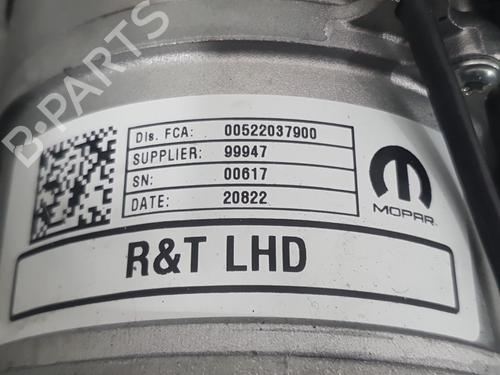 B-PARTS
DIs. FCA: 00522037900
SUPPLIER: 99947
SN: 00617
DATE: 20822
MOPAR
R&T LHD